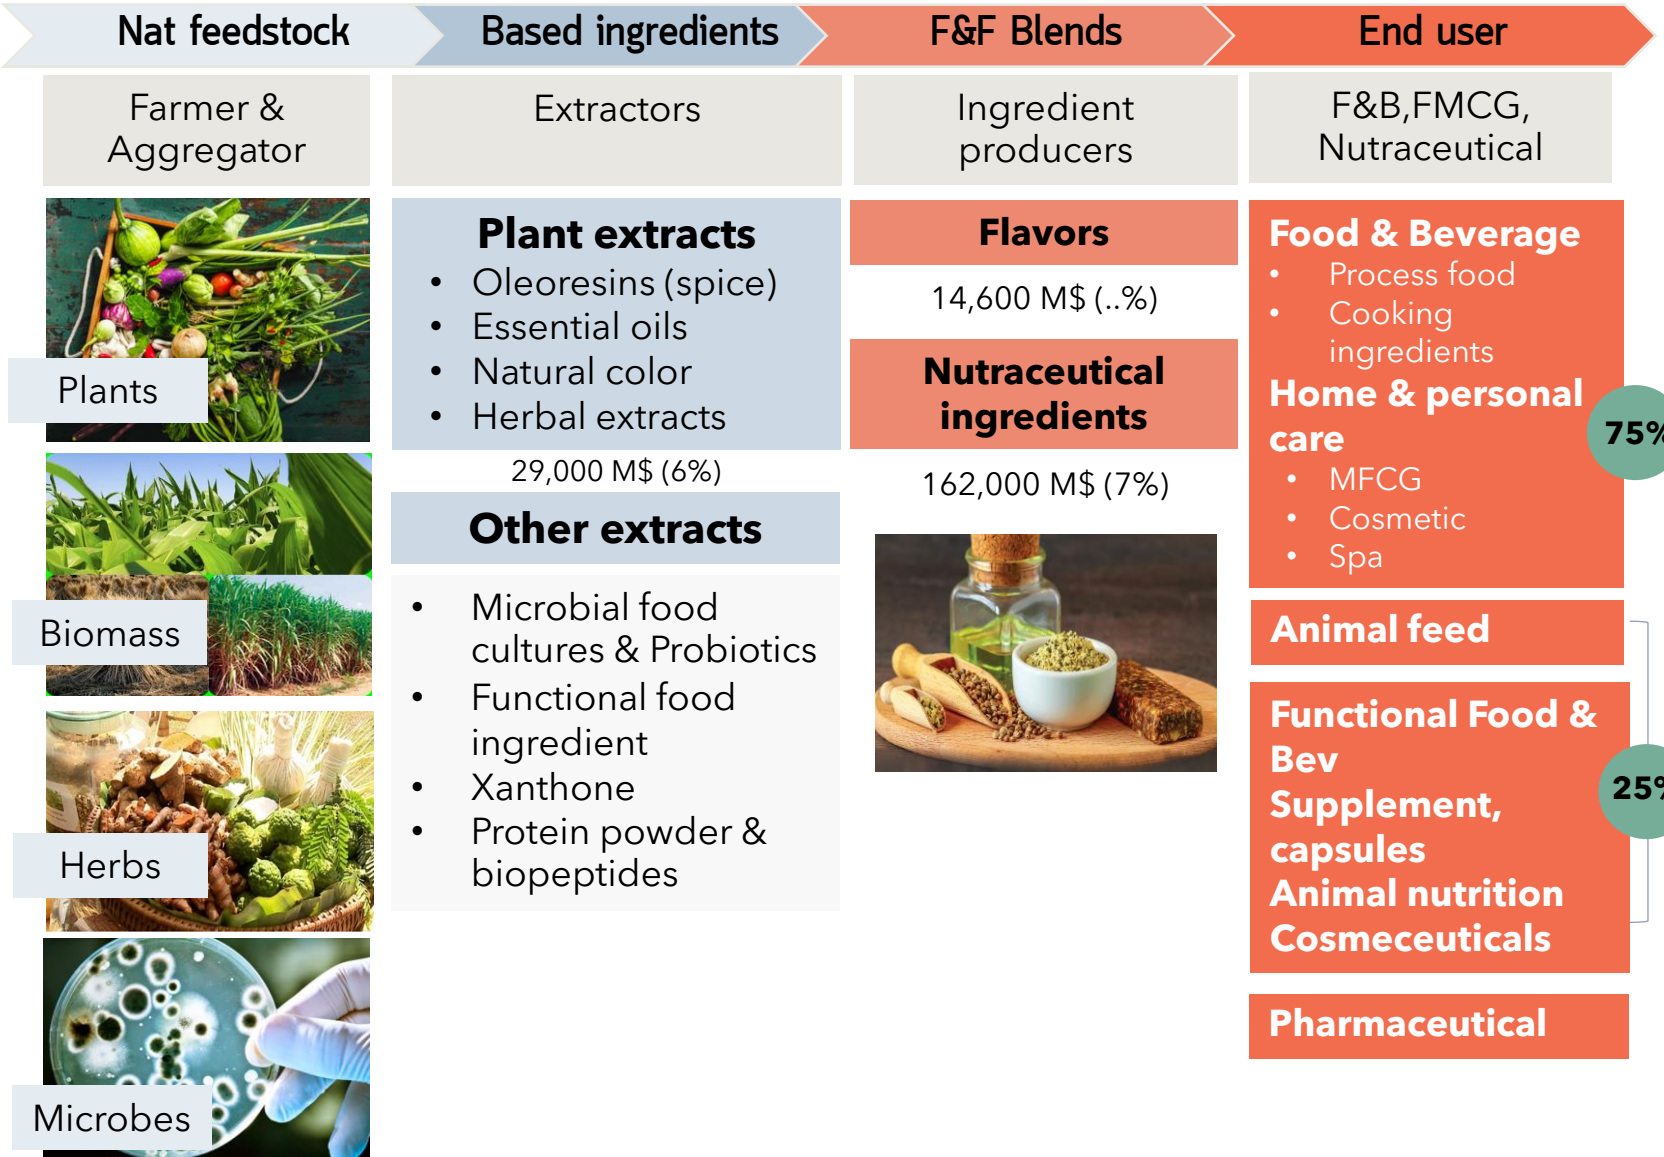 Nat feedstock
Based ingredients
F&F Blends
End user
Farmer &
Aggregator
Extractors
Ingredient
producers
F&B,FMCG,
Nutraceutical
Plants
Biomass
Herbs
Microbes
Plant extracts
• Oleoresins (spice)
• Essential oils
• Natural color
• Herbal extracts
29,000 M$ (6%)
Other extracts
• Microbial food
cultures & Probiotics
• Functional food
ingredient
• Xanthone
• Protein powder &
biopeptides
Flavors
14,600 M$ (..%)
Nutraceutical
ingredients
162,000 M$ (7%)
Food & Beverage
• Process food
• Cooking
ingredients
Home & personal
care
• MFCG
• Cosmetic
• Spa
75%
Animal feed
Functional Food &
Bev
Supplement,
capsules
Animal nutrition
Cosmeceuticals
25%
Pharmaceutical